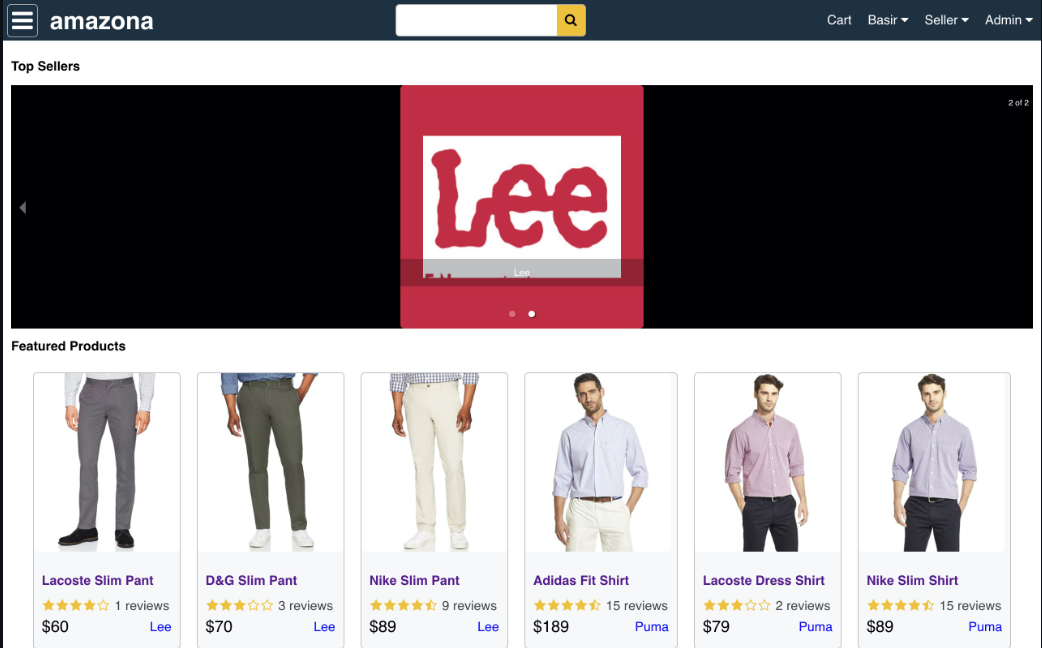 amazona
Cart Basir Seller Admin
Top Sellers
2 of 2
Lee
Lee
Featured Products
Lacoste Slim Pant
1 reviews
$60 Lee
D&G Slim Pant
3 reviews
$70 Lee
Nike Slim Pant
9 reviews
$89 Lee
Adidas Fit Shirt
15 reviews
$189 Puma
Lacoste Dress Shirt
2 reviews
$79 Puma
Nike Slim Shirt
15 reviews
$89 Puma